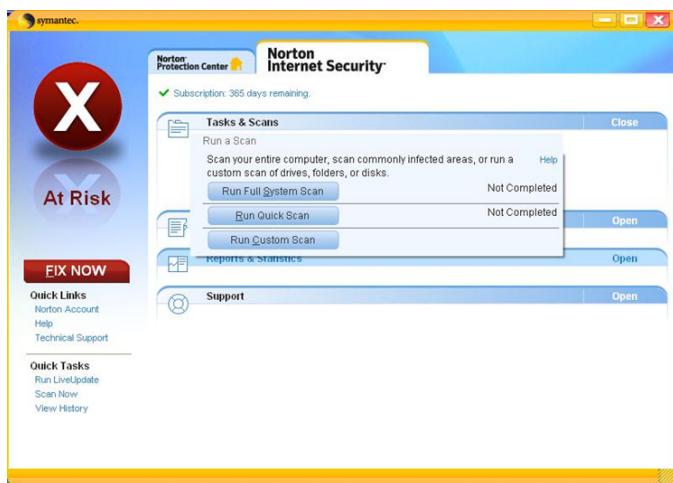 symantec.
Norton™
Protection Center
Norton
Internet Security™
Subscription: 365 days remaining.
X
At Risk
FIX NOW
Quick Links
Norton Account
Help
Technical Support
Quick Tasks
Run LiveUpdate
Scan Now
View History
Tasks & Scans Close
Run a Scan
Scan your entire computer, scan commonly infected areas, or run a Help
custom scan of drives, folders, or disks.
Run Full System Scan Not Completed
Run Quick Scan Not Completed
Run Custom Scan
Open
Reports & Statistics Open
Support Open